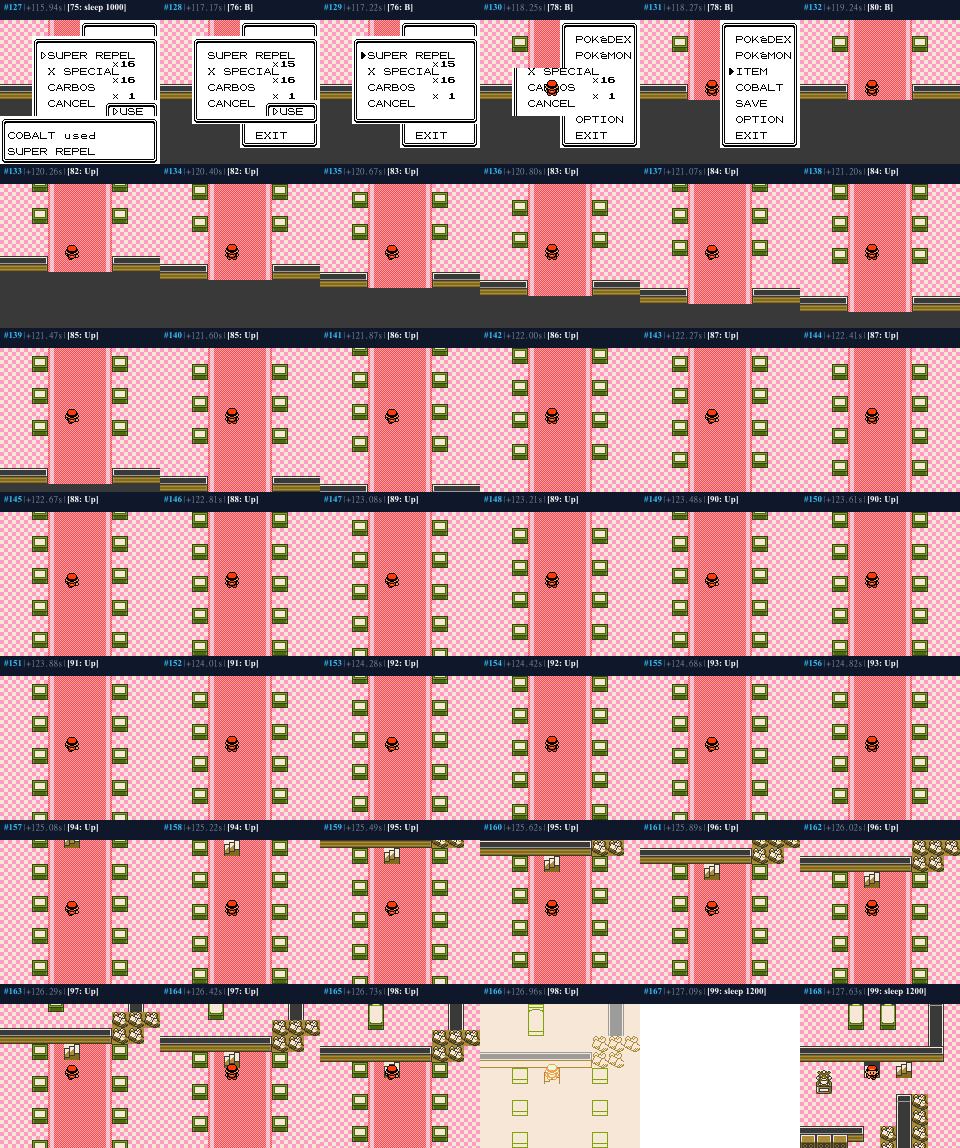 #127|+115.94s|[75: sleep 1000]
#128|+117.17s|[76: B]
#129|+117.22s|[76: B]
#130|+118.25s|[78: B]
#131|+118.27s|[78: B]
#132|+119.24s|[80: B]
SUPER REPEL
×16
X SPECIAL
×16
CARBOS
× 1
CANCEL
USE
COBALT used
SUPER REPEL
SUPER REPEL
×15
X SPECIAL
×16
CARBOS
× 1
CANCEL
USE
EXIT
SUPER REPEL
×15
X SPECIAL
×16
CARBOS
× 1
CANCEL
EXIT
POKéDEX
POKéMON
X SPECIAL
×16
CARBOS
× 1
CANCEL
OPTION
EXIT
POKéDEX
POKéMON
ITEM
COBALT
SAVE
OPTION
EXIT
#133|+120.26s|[82: Up]
#134|+120.40s|[82: Up]
#135|+120.67s|[83: Up]
#136|+120.80s|[83: Up]
#137|+121.07s|[84: Up]
#138|+121.20s|[84: Up]
#139|+121.47s|[85: Up]
#140|+121.60s|[85: Up]
#141|+121.87s|[86: Up]
#142|+122.00s|[86: Up]
#143|+122.27s|[87: Up]
#144|+122.41s|[87: Up]
#145|+122.67s|[88: Up]
#146|+122.81s|[88: Up]
#147|+123.08s|[89: Up]
#148|+123.21s|[89: Up]
#149|+123.48s|[90: Up]
#150|+123.61s|[90: Up]
#151|+123.88s|[91: Up]
#152|+124.01s|[91: Up]
#153|+124.28s|[92: Up]
#154|+124.42s|[92: Up]
#155|+124.68s|[93: Up]
#156|+124.82s|[93: Up]
#157|+125.08s|[94: Up]
#158|+125.22s|[94: Up]
#159|+125.49s|[95: Up]
#160|+125.62s|[95: Up]
#161|+125.89s|[96: Up]
#162|+126.02s|[96: Up]
#163|+126.29s|[97: Up]
#164|+126.42s|[97: Up]
#165|+126.73s|[98: Up]
#166|+126.96s|[98: Up]
#167|+127.09s|[99: sleep 1200]
#168|+127.63s|[99: sleep 1200]